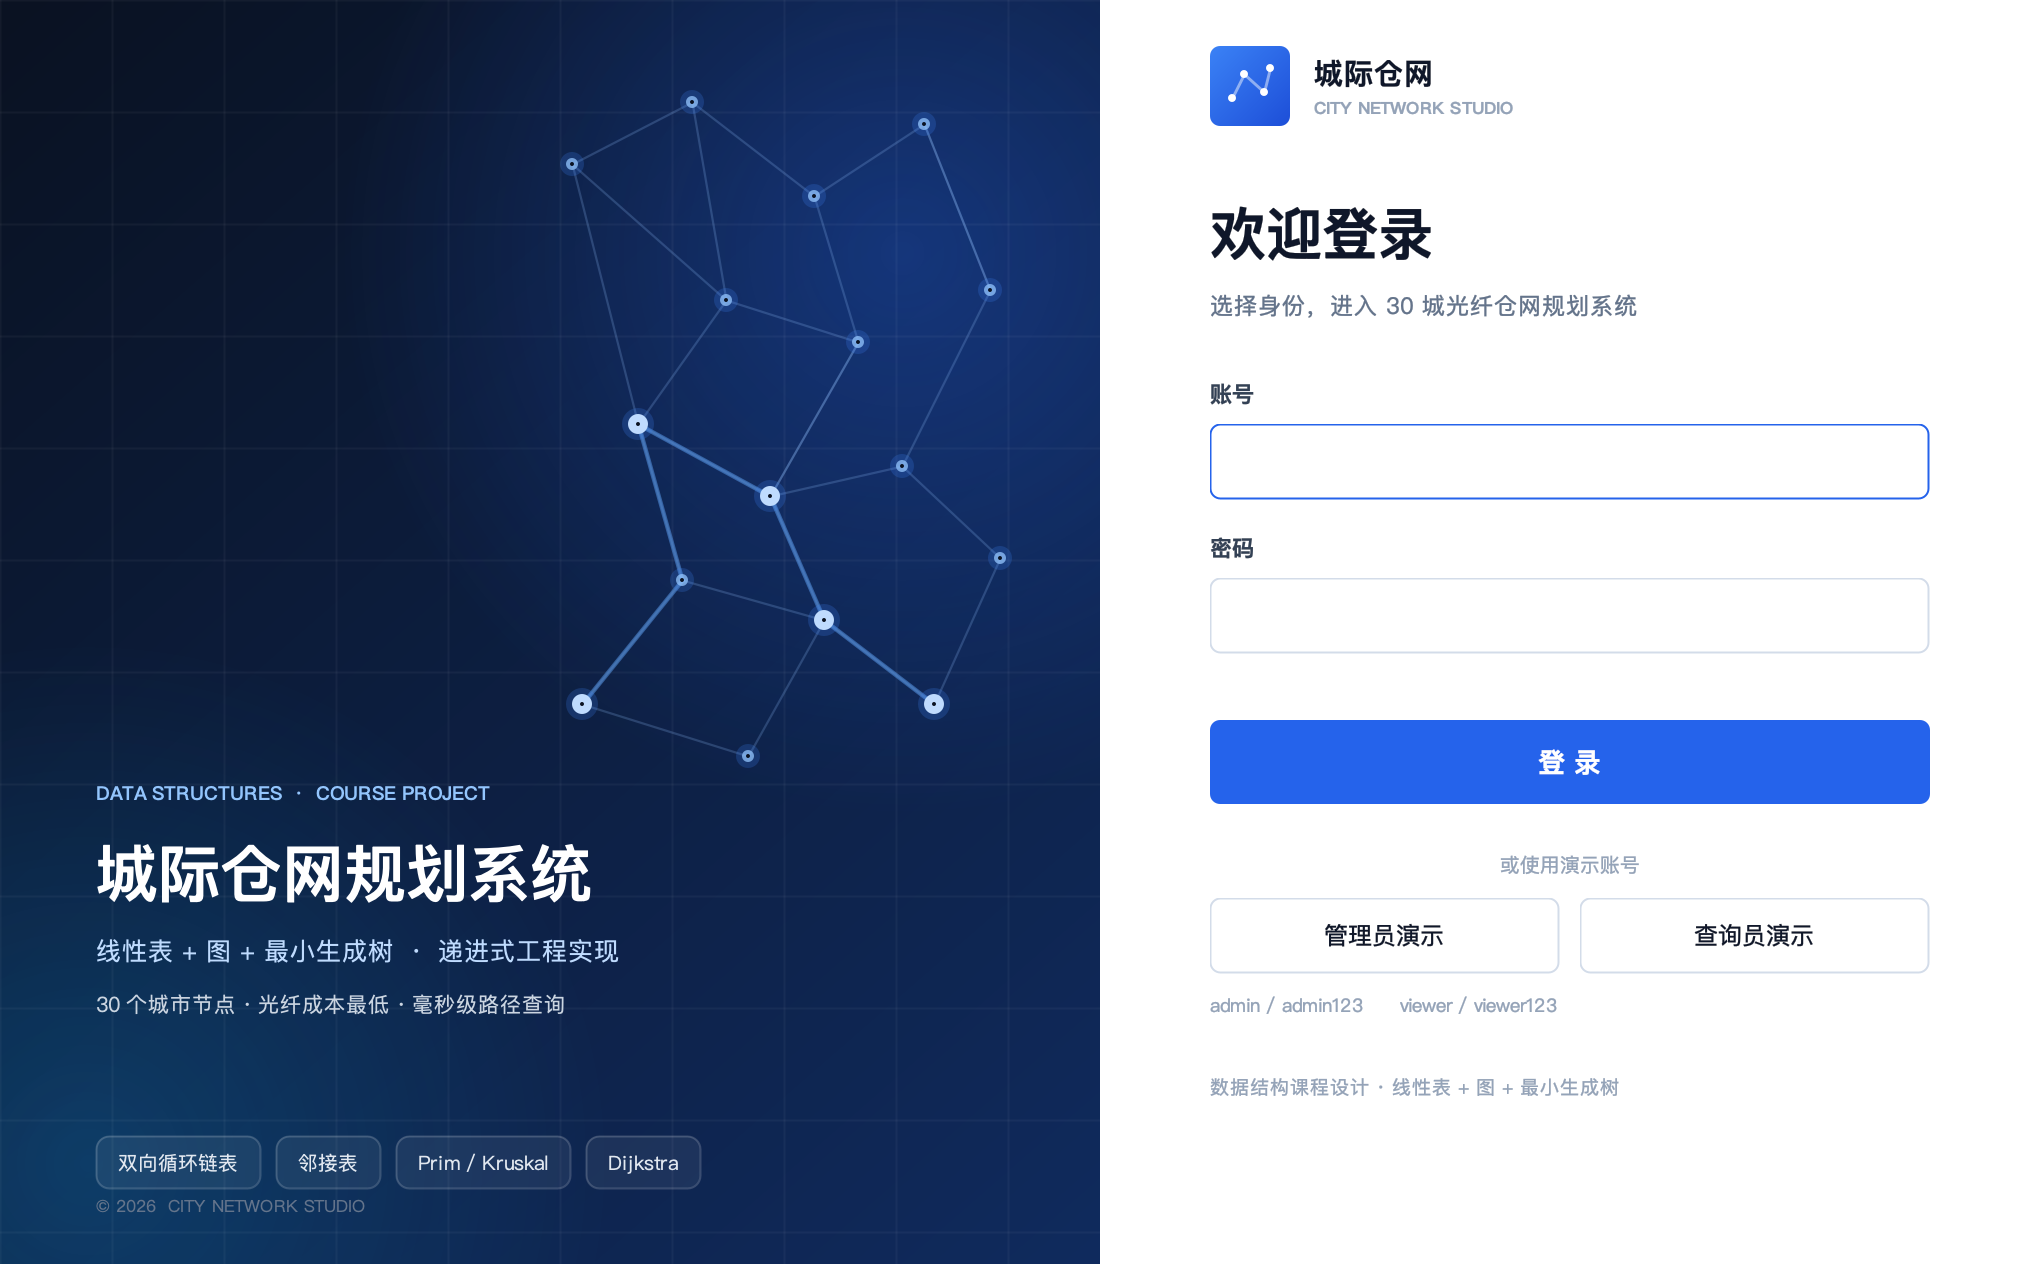 DATA STRUCTURES · COURSE PROJECT
城际仓网规划系统
线性表 + 图 + 最小生成树 · 递进式工程实现
30 个城市节点 · 光纤成本最低 · 毫秒级路径查询
双向循环链表
邻接表
Prim / Kruskal
Dijkstra
© 2026 CITY NETWORK STUDIO
城际仓网
CITY NETWORK STUDIO
欢迎登录
选择身份，进入 30 城光纤仓网规划系统
账号
密码
登 录
或使用演示账号
管理员演示
查询员演示
admin / admin123 viewer / viewer123
数据结构课程设计 · 线性表 + 图 + 最小生成树